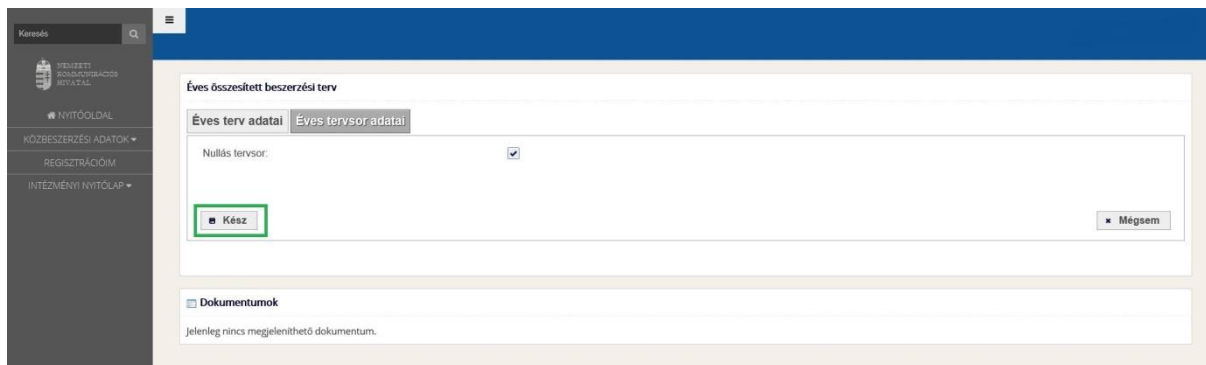 Keresés
NEMZETI
KOMMUNIKÁCIÓS
HIVATAL
NYITÓOLDAL
KÖZBESZERZÉSI ADATOK
REGISZTRÁCIÓIM
INTÉZMÉNYI NYITÓLAP
Éves összesített beszerzési terv
Éves terv adatai Éves tervsor adatai
Nullás tervsor:
Kész Mégsem
Dokumentumok
Jelenleg nincs megjeleníthető dokumentum.